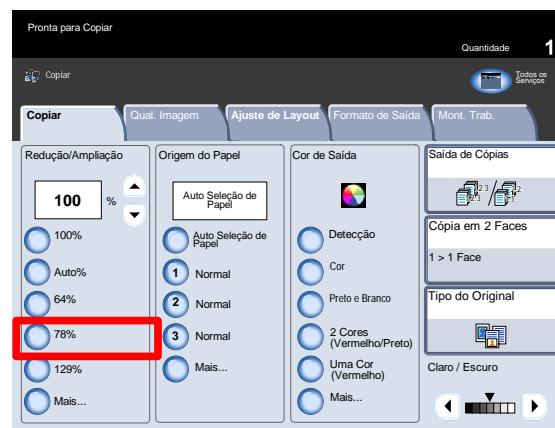 Pronta para Copiar
Quantidade 1
Copiar
Todos os
Serviços
Copiar
Qual. Imagem
Ajuste de Layout
Formato de Saída
Mont. Trab.
Redução/Ampliação
100 %
100%
Auto%
64%
78%
129%
Mais...
Origem do Papel
Auto Seleção de
Papel
Auto Seleção de
Papel
1 Normal
2 Normal
3 Normal
Mais...
Cor de Saída
Detecção
Cor
Preto e Branco
2 Cores
(Vermelho/Preto)
Uma Cor
(Vermelho)
Mais...
Saída de Cópias
Cópia em 2 Faces
1 > 1 Face
Tipo do Original
Claro / Escuro